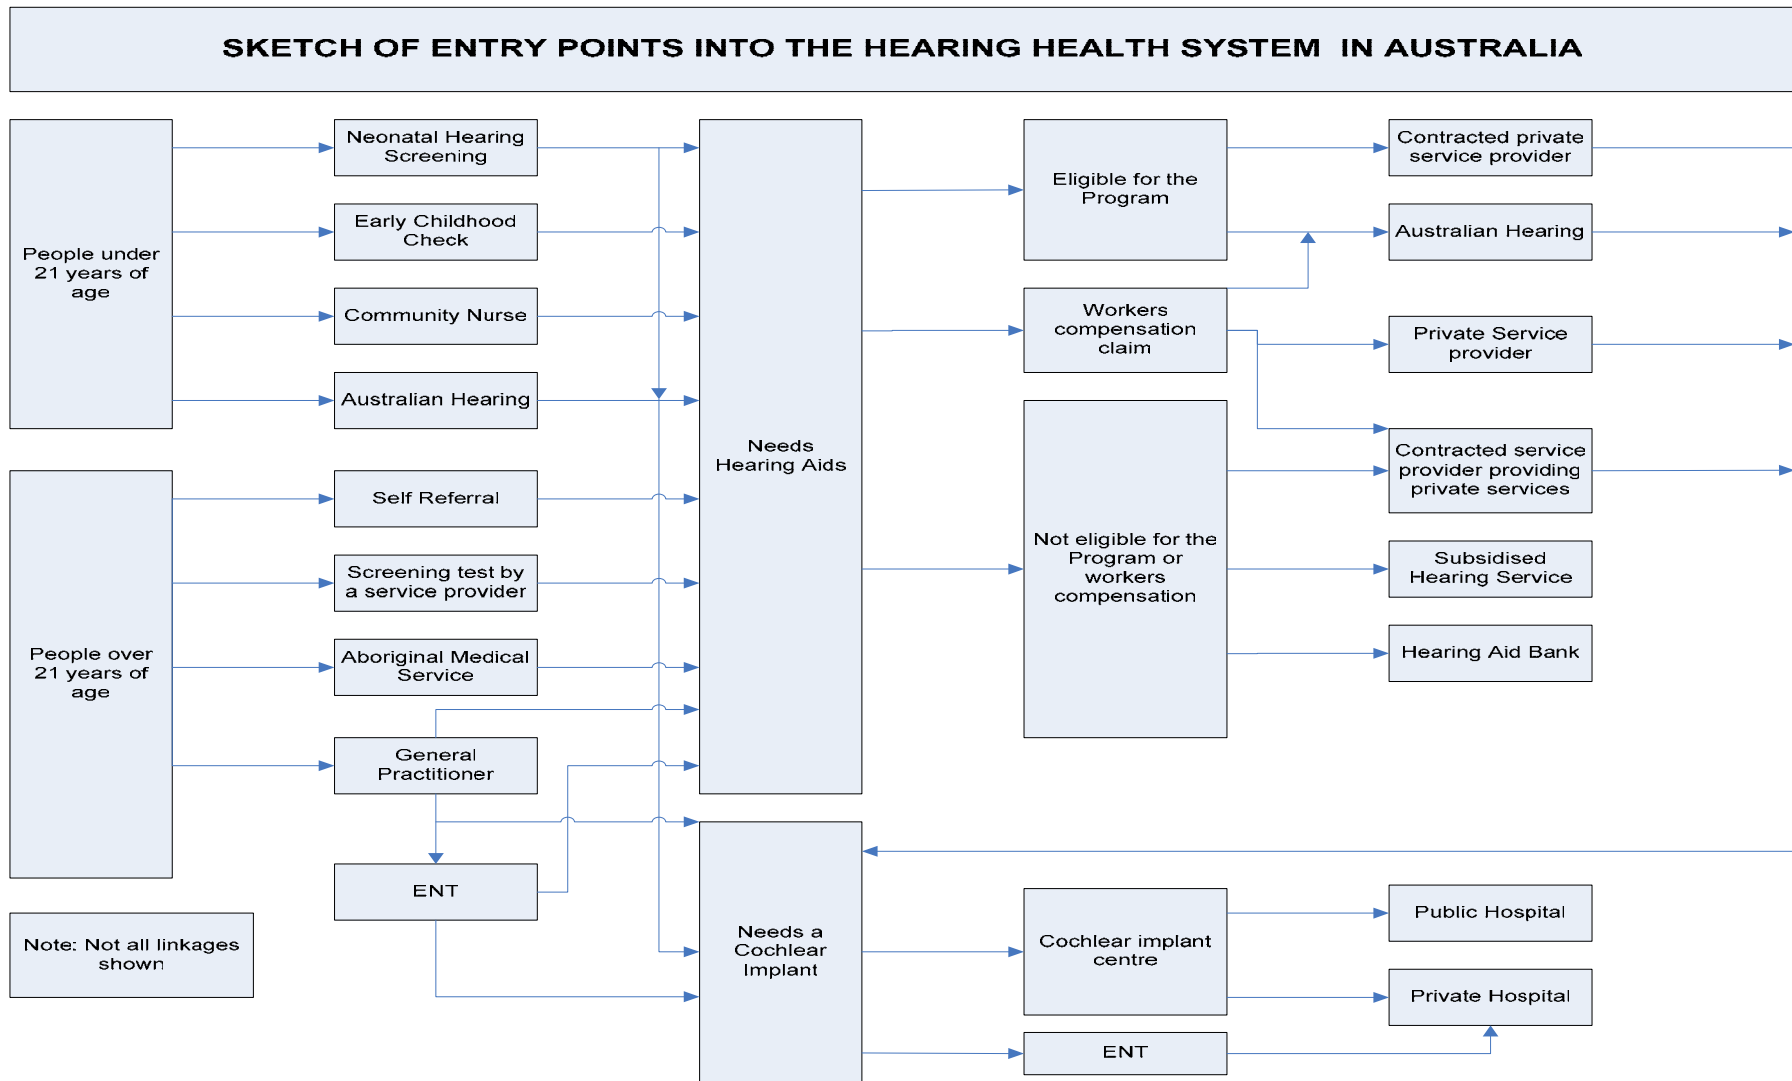 SKETCH OF ENTRY POINTS INTO THE HEARING HEALTH SYSTEM IN AUSTRALIA
People under
21 years of
age
Neonatal Hearing
Screening
Early Childhood
Check
Community Nurse
Australian Hearing
People over
21 years of
age
Self Referral
Screening test by
a service provider
Aboriginal Medical
Service
General
Practitioner
ENT
Note: Not all linkages
shown
Needs
Hearing Aids
Needs a
Cochlear
Implant
Eligible for the
Program
Workers
compensation
claim
Not eligible for the
Program or
workers
compensation
Cochlear implant
centre
ENT
Contracted private
service provider
Australian Hearing
Private Service
provider
Contracted service
provider providing
private services
Subsidised
Hearing Service
Hearing Aid Bank
Public Hospital
Private Hospital